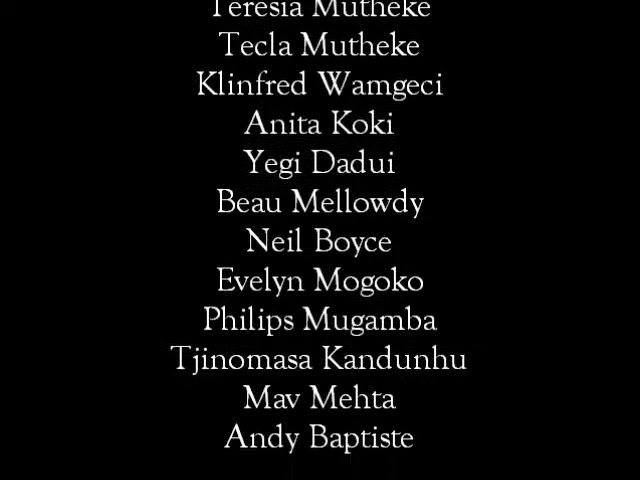 Teresia Mutheke
Tecla Mutheke
Klinfred Wamgeci
Anita Koki
Yegi Dadui
Beau Mellowdy
Neil Boyce
Evelyn Mogoko
Philips Mugamba
Tjinomasa Kandunhu
Mav Mehta
Andy Baptiste